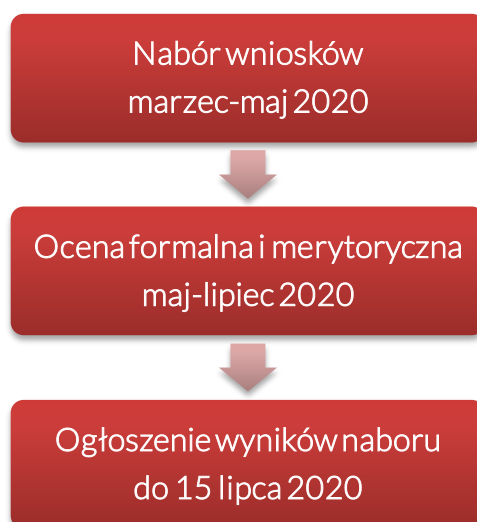 Nabór wniosków
marzec-maj 2020
Ocena formalna i merytoryczna
maj-lipiec 2020
Ogłoszenie wyników naboru
do 15 lipca 2020